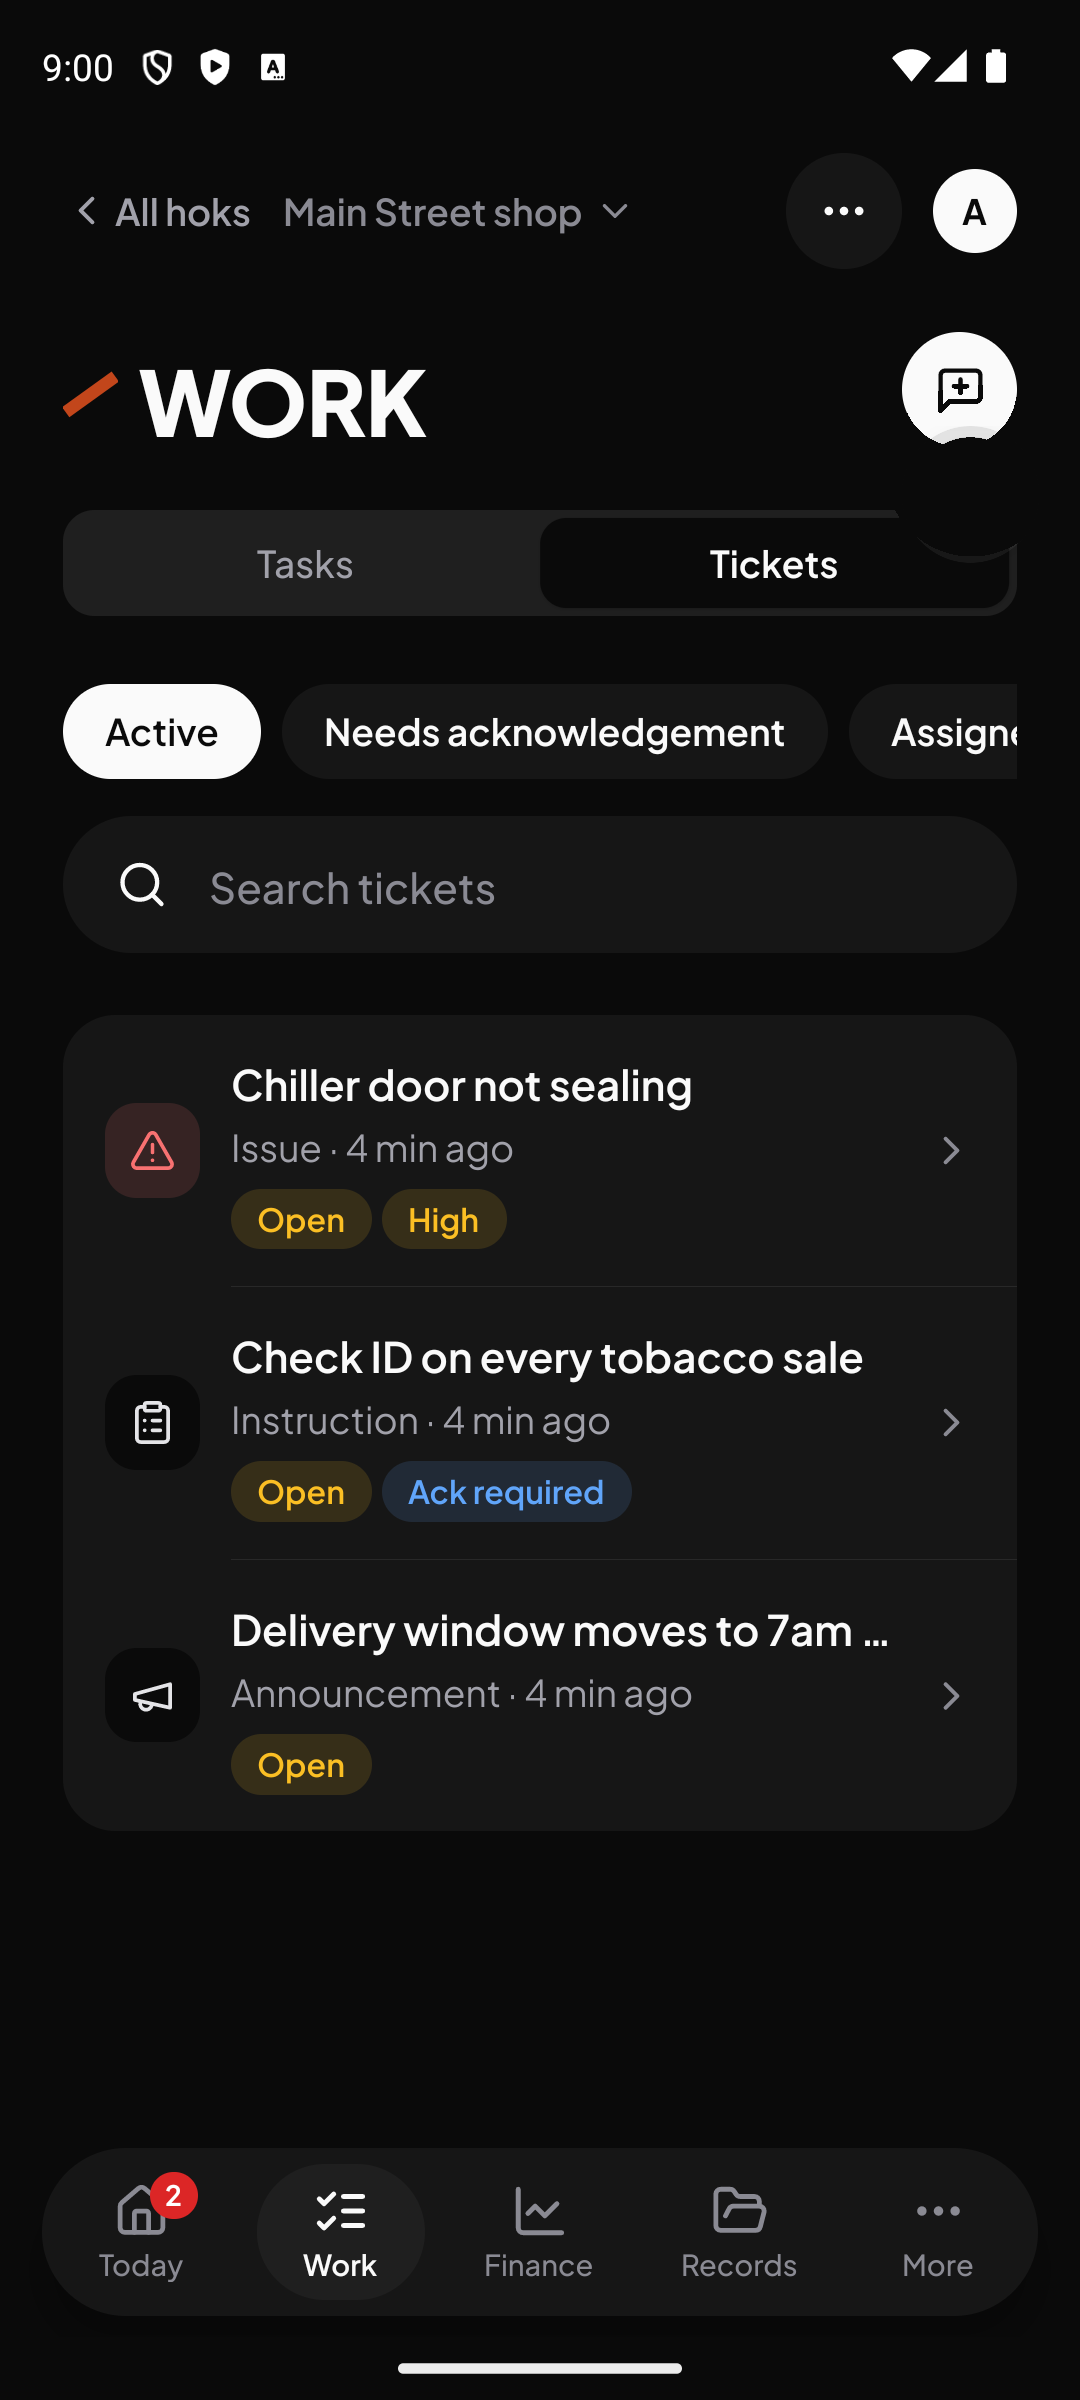 9:00
All hoks Main Street shop
A
WORK
Tasks Tickets
Active Needs acknowledgement Assigne
Search tickets
Chiller door not sealing
Issue · 4 min ago
Open High
Check ID on every tobacco sale
Instruction · 4 min ago
Open Ack required
Delivery window moves to 7am ...
Announcement · 4 min ago
Open
2
Today Work Finance Records More